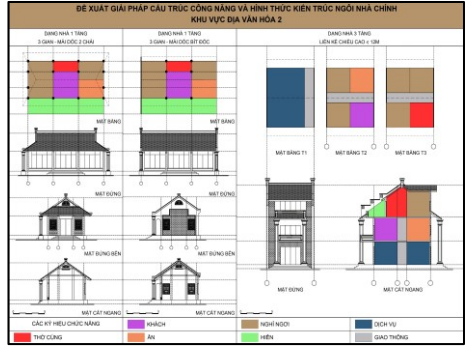 ĐỀ XUẤT GIẢI PHÁP CẤU TRÚC CÔNG NĂNG VÀ HÌNH THỨC KIẾN TRÚC NGÔI NHÀ CHÍNH
KHU VỰC ĐỊA VĂN HÓA 2
DẠNG NHÀ 1 TẦNG
3 GIAN - MÁI DỐC 2 CHÁI
DẠNG NHÀ 1 TẦNG
3 GIAN - MÁI DỐC BÍT ĐỐC
DẠNG NHÀ 3 TẦNG
LIỀN KỀ CHIỀU CAO ≤ 13M
MẶT BẰNG
MẶT BẰNG
MẶT BẰNG T1
MẶT BẰNG T2
MẶT BẰNG T3
MẶT ĐỨNG
MẶT ĐỨNG
MẶT ĐỨNG BÊN
MẶT ĐỨNG BÊN
MẶT CẮT NGANG
MẶT CẮT NGANG
MẶT ĐỨNG
MẶT CẮT NGANG
CÁC KÝ HIỆU CHỨC NĂNG
KHÁCH
NGHỈ NGƠI
DỊCH VỤ
THỜ CÚNG
ĂN
HIÊN
GIAO THÔNG